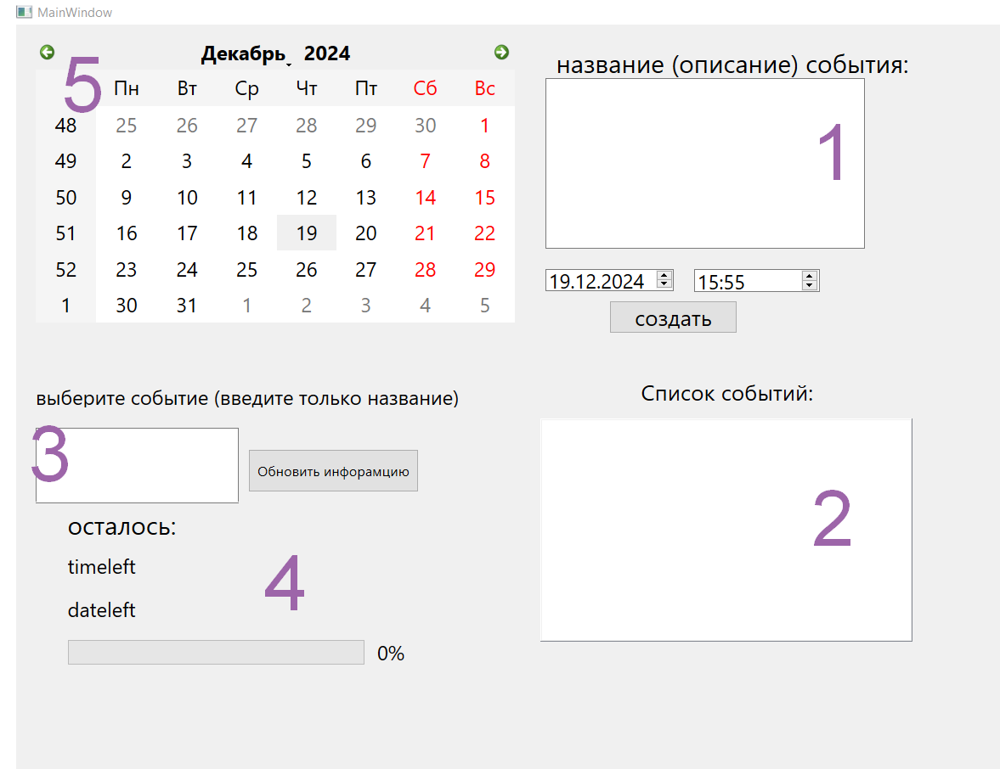 MainWindow
Декабрь 2024
5
Пн Вт Ср Чт Пт Сб Вс
48 25 26 27 28 29 30 1
49 2 3 4 5 6 7 8
50 9 10 11 12 13 14 15
51 16 17 18 19 20 21 22
52 23 24 25 26 27 28 29
1 30 31 1 2 3 4 5
название (описание) события:
1
19.12.2024 15:55
создать
выберите событие (введите только название)
3
Обновить инфорамцию
осталось:
timeleft
4
dateleft
0%
Список событий:
2